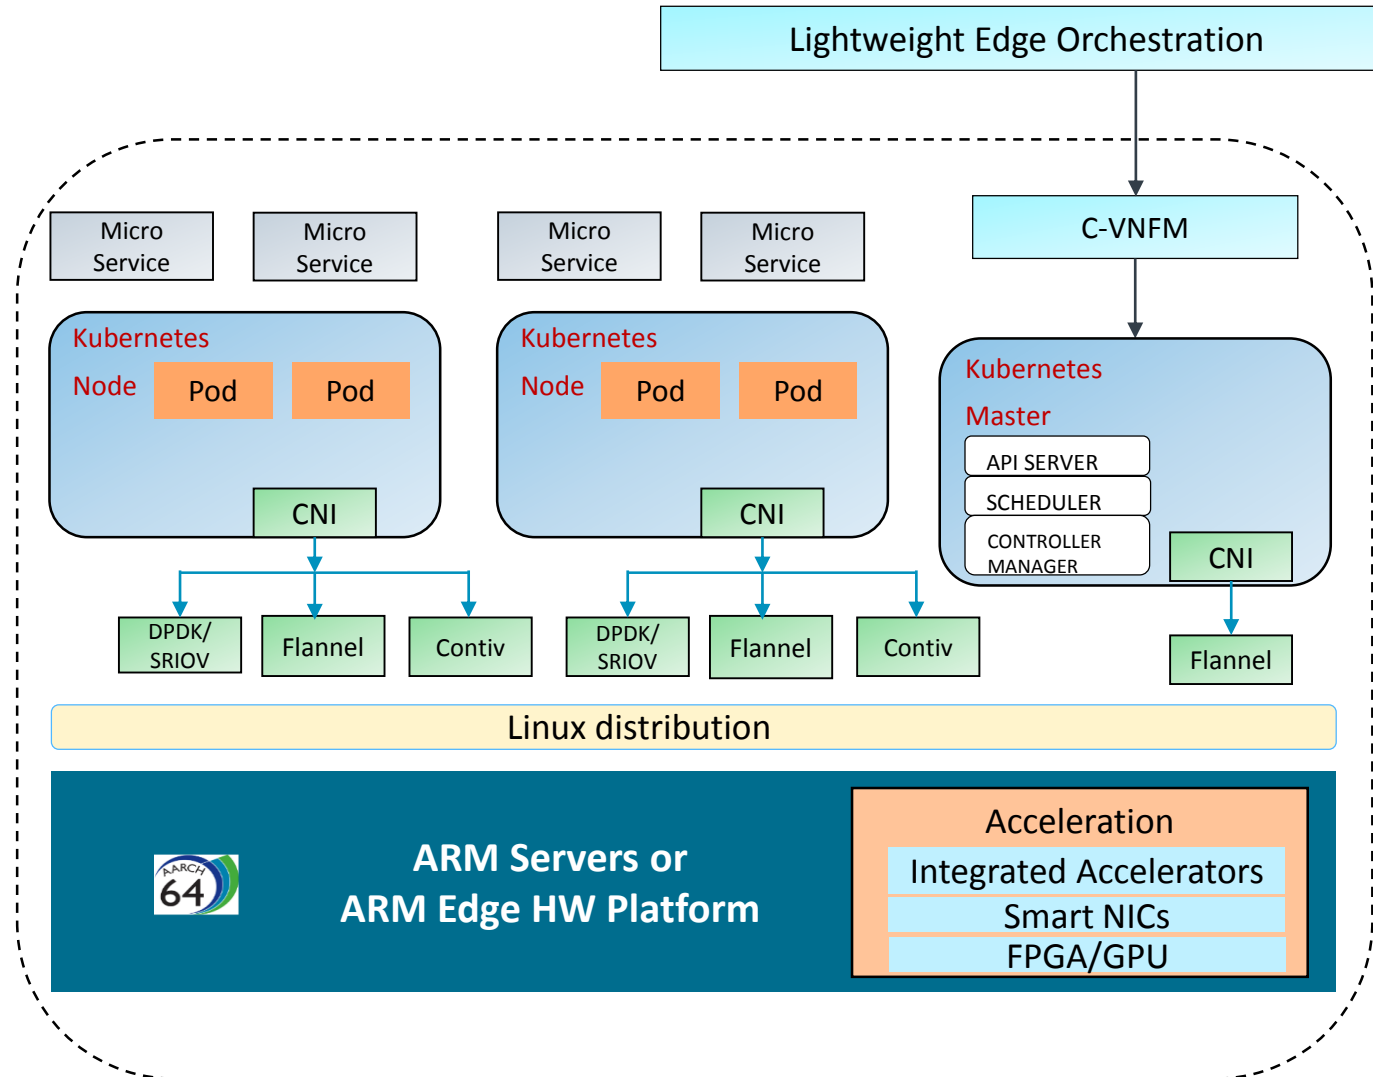 Lightweight Edge Orchestration
C-VNFM
Micro
Service
Micro
Service
Micro
Service
Micro
Service
Kubernetes
Node
Pod
Pod
CNI
DPDK/
SRIOV
Flannel
Contiv
Kubernetes
Node
Pod
Pod
CNI
DPDK/
SRIOV
Flannel
Contiv
Kubernetes
Master
API SERVER
SCHEDULER
CONTROLLER
MANAGER
CNI
Flannel
Linux distribution
AARCH
64
ARM Servers or
ARM Edge HW Platform
Acceleration
Integrated Accelerators
Smart NICs
FPGA/GPU